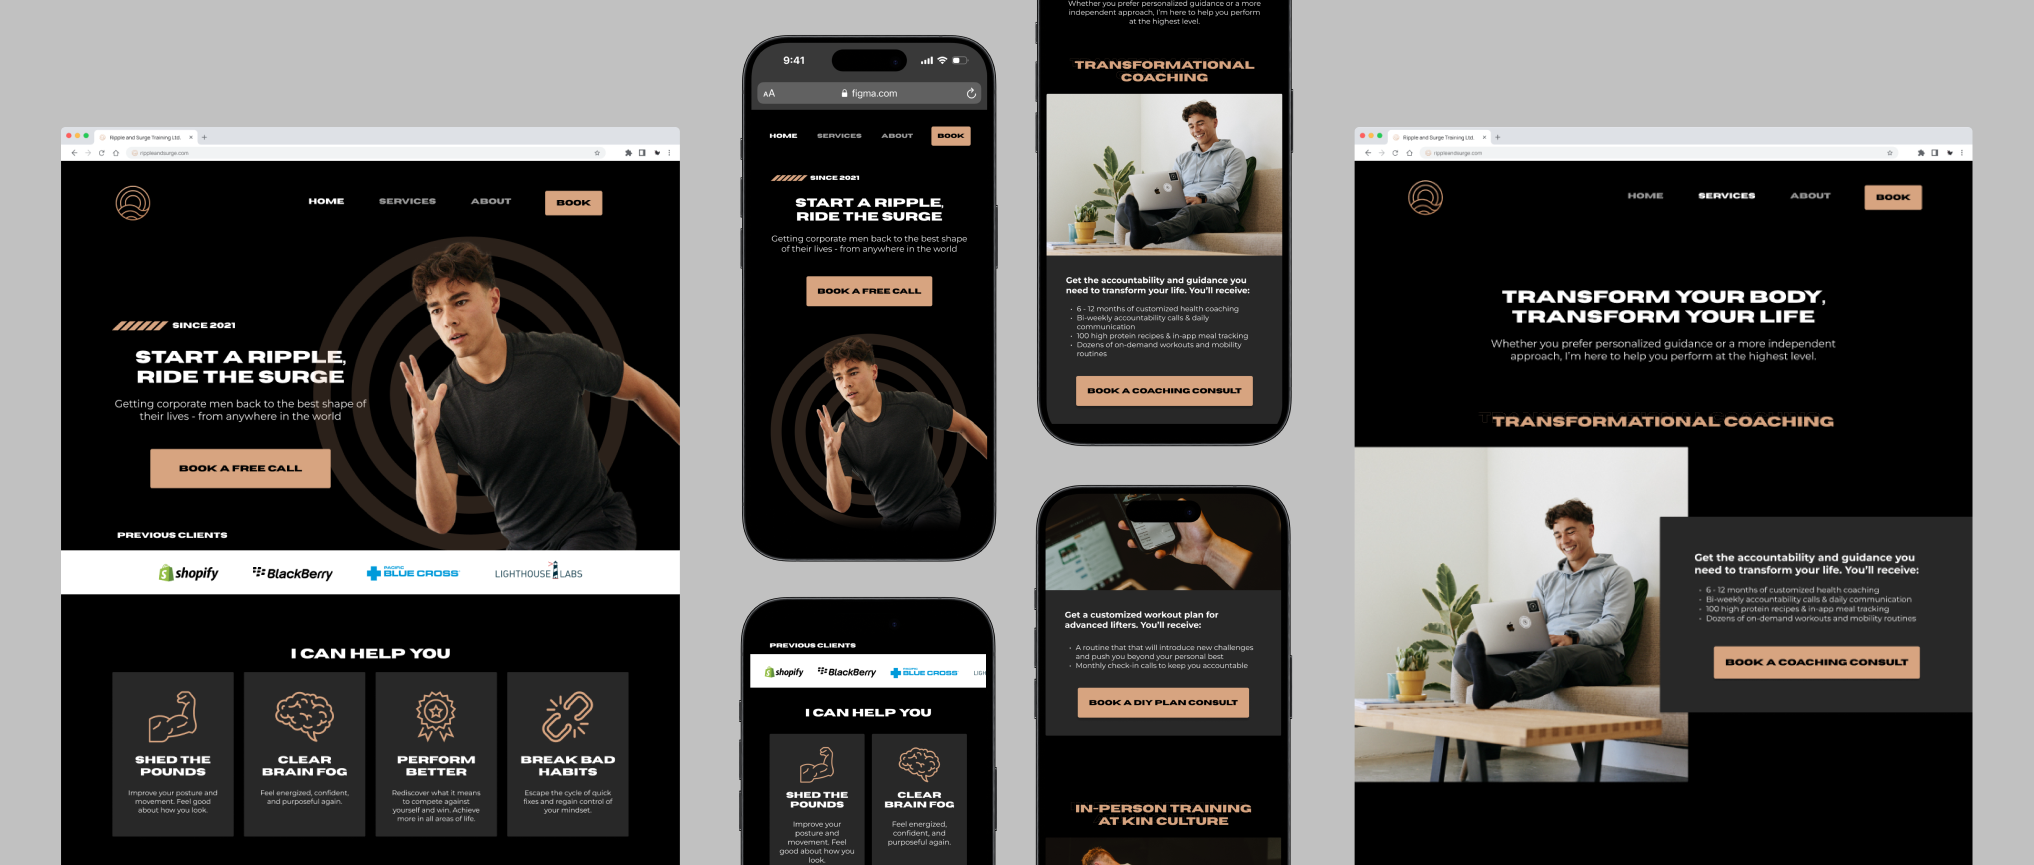 Ripple and Surge Training Ltd.
rippleandsurge.com
HOME
SERVICES
ABOUT
BOOK
SINCE 2021
START A RIPPLE,
RIDE THE SURGE
Getting corporate men back to the best shape of
their lives - from anywhere in the world
BOOK A FREE CALL
PREVIOUS CLIENTS
shopify
BlackBerry
PACIFIC
BLUE CROSS
LIGHTHOUSE LABS
I CAN HELP YOU
SHED THE
POUNDS
Improve your posture and
movement. Feel good
about how you look.
CLEAR
BRAIN FOG
Feel energized, confident,
and purposeful again.
PERFORM
BETTER
Rediscover what it means
to compete against
yourself and win. Achieve
more in all areas of life.
BREAK BAD
HABITS
Escape the cycle of quick
fixes and regain control of
your mindset.
9:41
AA
figma.com
HOME
SERVICES
ABOUT
BOOK
SINCE 2021
START A RIPPLE,
RIDE THE SURGE
Getting corporate men back to the best shape
of their lives - from anywhere in the world
BOOK A FREE CALL
PREVIOUS CLIENTS
shopify
BlackBerry
PACIFIC
BLUE CROSS
LIGH
I CAN HELP YOU
SHED THE
POUNDS
Improve your
posture and
movement. Feel
good about how you
look.
CLEAR
BRAIN FOG
Feel energized,
confident, and
purposeful again.
Whether you prefer personalized guidance or a more
independent approach, I'm here to help you perform
at the highest level.
TRANSFORMATIONAL
COACHING
Get the accountability and guidance you
need to transform your life. You'll receive:
• 6 - 12 months of customized health coaching
• Bi-weekly accountability calls & daily
communication
• 100 high protein recipes & in-app meal tracking
• Dozens of on-demand workouts and mobility
routines
BOOK A COACHING CONSULT
Get a customized workout plan for
advanced lifters. You'll receive:
• A routine that that will introduce new challenges
and push you beyond your personal best
• Monthly check-in calls to keep you accountable
BOOK A DIY PLAN CONSULT
IN-PERSON TRAINING
AT KIN CULTURE
Ripple and Surge Training Ltd.
rippleandsurge.com
HOME
SERVICES
ABOUT
BOOK
TRANSFORM YOUR BODY,
TRANSFORM YOUR LIFE
Whether you prefer personalized guidance or a more independent
approach, I'm here to help you perform at the highest level.
TRANSFORMATIONAL COACHING
Get the accountability and guidance you
need to transform your life. You'll receive:
• 6 - 12 months of customized health coaching
• Bi-weekly accountability calls & daily communication
• 100 high protein recipes & in-app meal tracking
• Dozens of on-demand workouts and mobility routines
BOOK A COACHING CONSULT